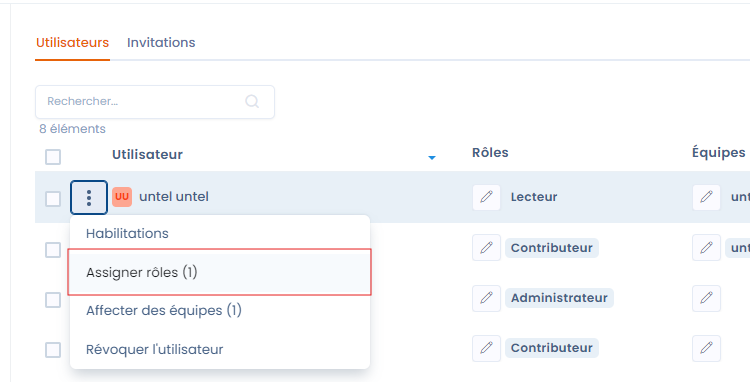 Utilisateurs Invitations
Rechercher...
8 éléments
Utilisateur Rôles Équipes
UU untel untel Lecteur unt
Habilitations
Contributeur unt
Assigner rôles (1)
Administrateur
Affecter des équipes (1)
Révoquer l'utilisateur Contributeur